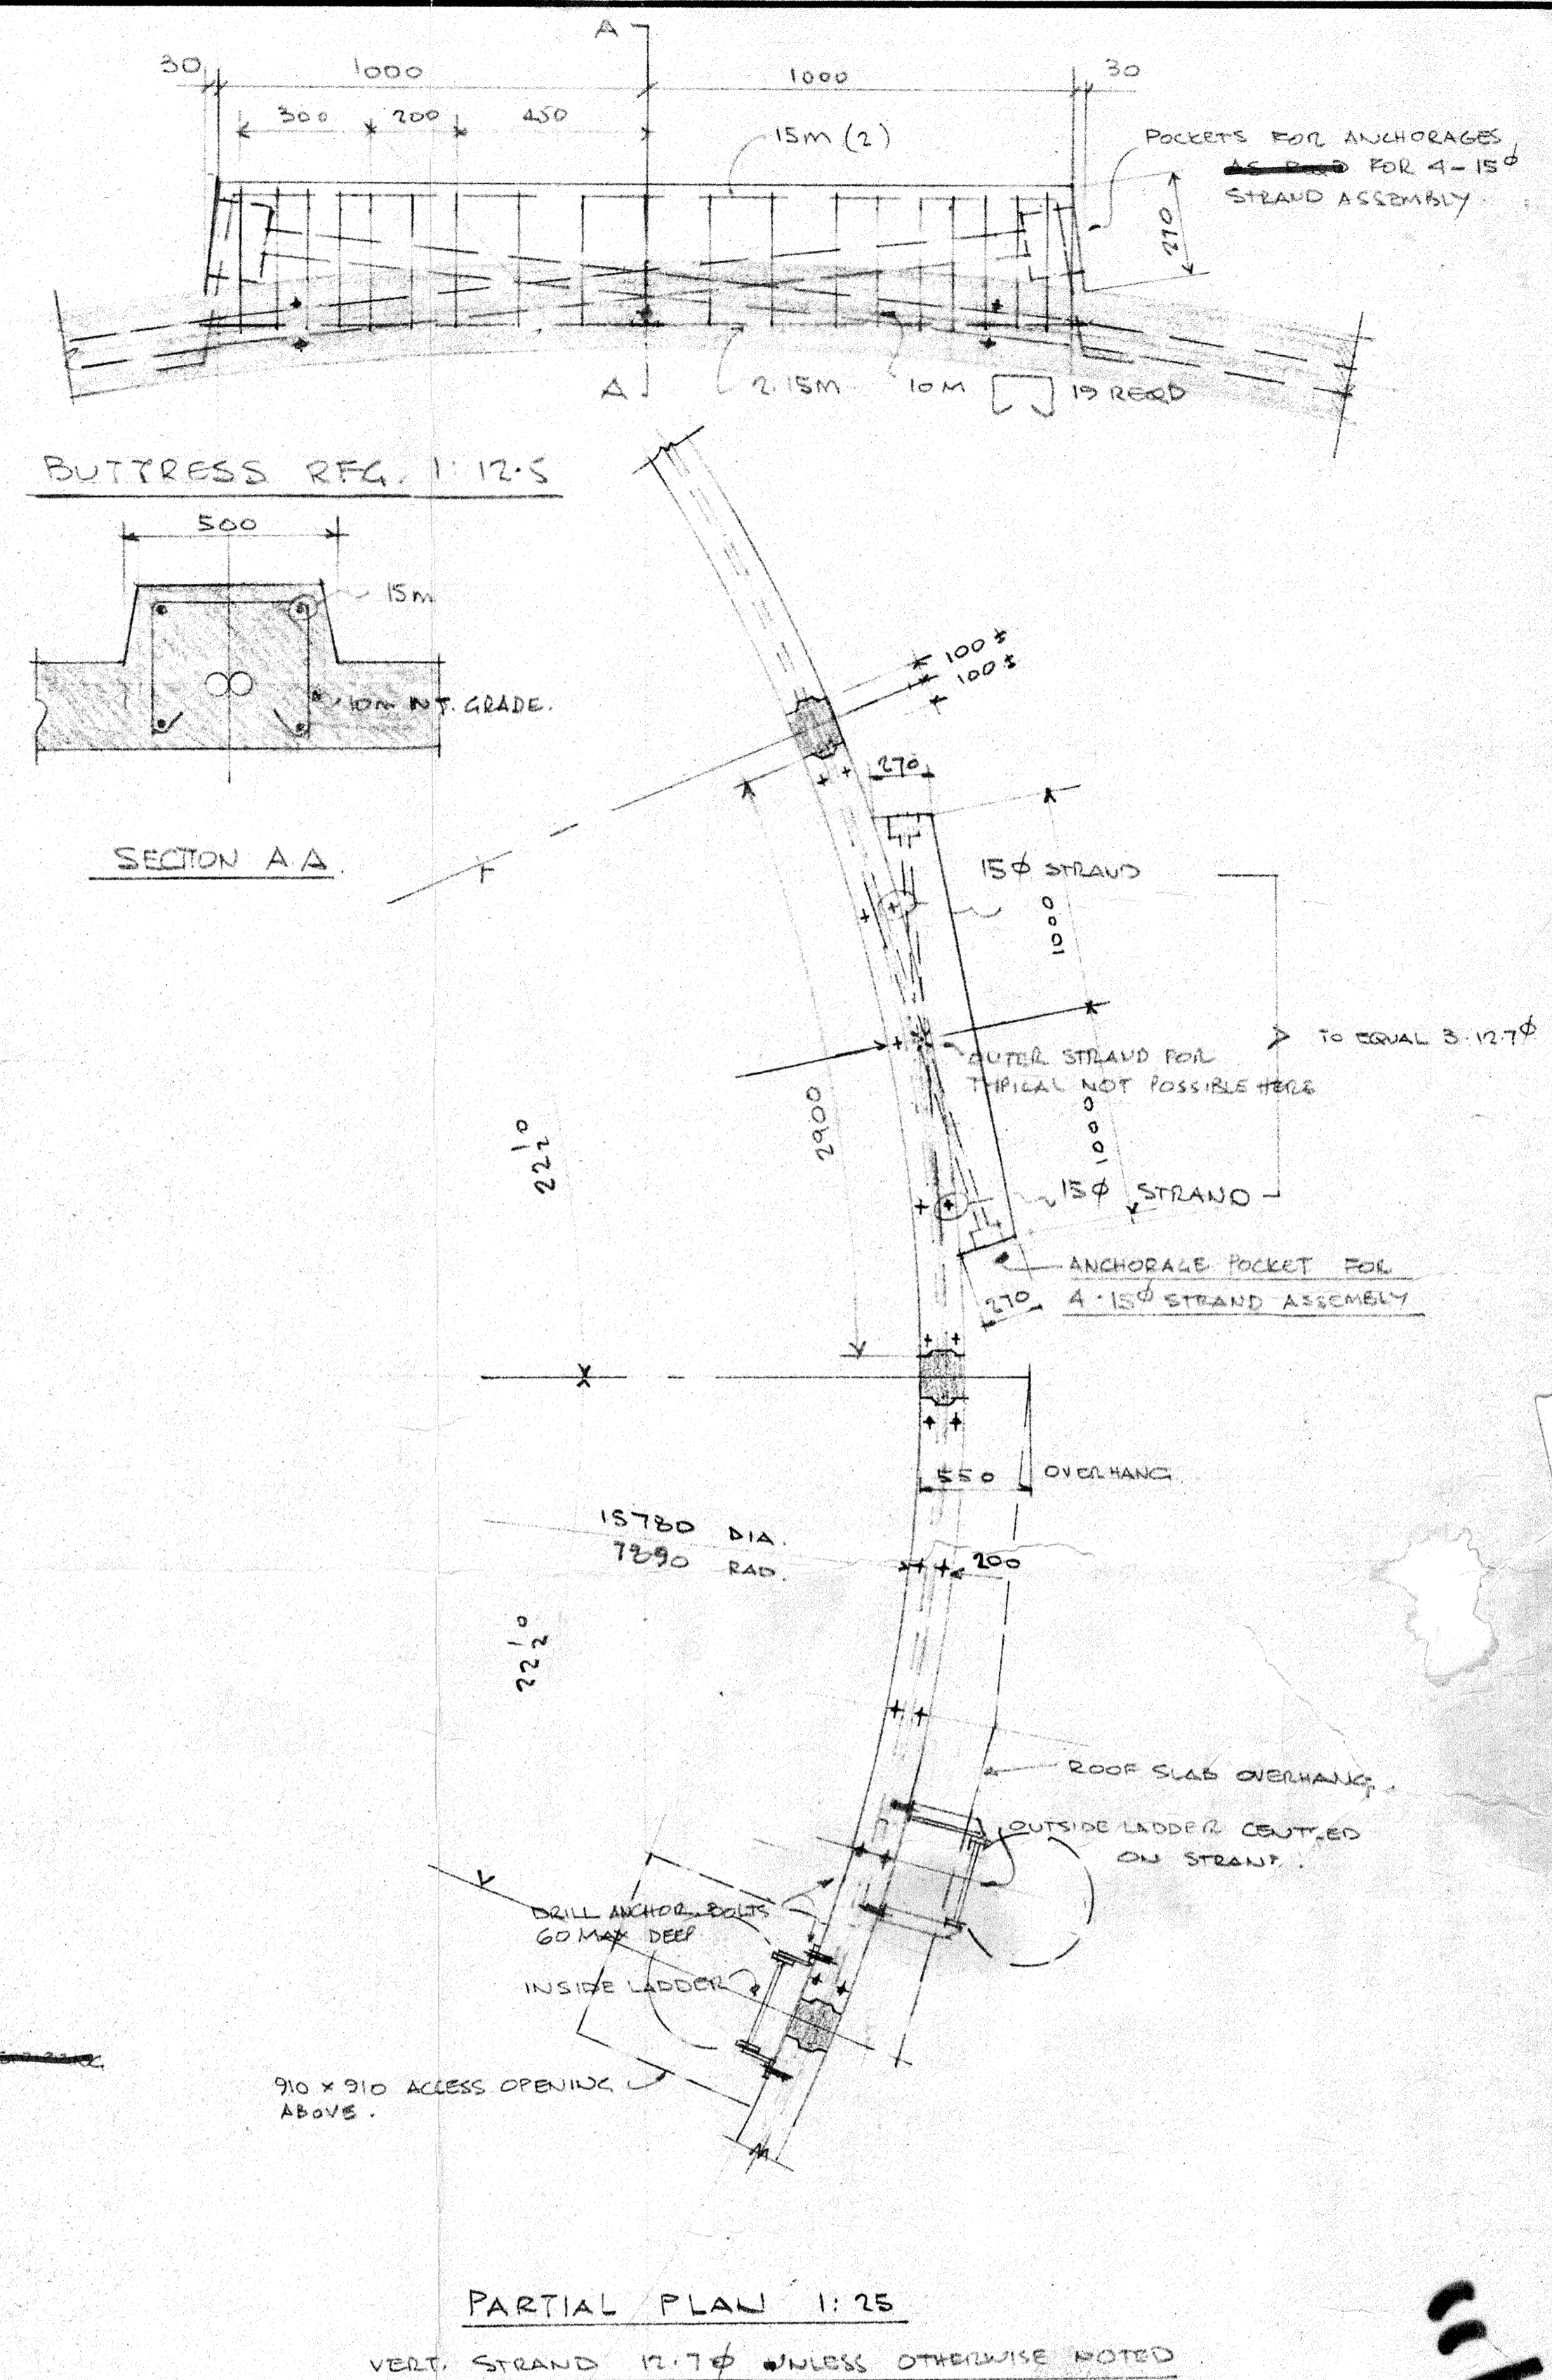 A
30 1000 1000 30
300 200 450
15M (2)
POCKETS FOR ANCHORAGES
FOR 4-15φ
STRAND ASSEMBLY.
270
A
2.15M. 10M 19 REQD
BUTTRESS RFG. 1:12.5
500
15M
10M INT. GRADE.
SECTION A A.
100±
100±
270
15φ STRAND
1000
TO EQUAL 3.12.7φ
OUTER STRAND FOR
TYPICAL NOT POSSIBLE HERE
2900
1000
22½°
15φ STRAND
ANCHORAGE POCKET FOR
4.15φ STRAND ASSEMBLY
270
550 OVERHANG.
15780 DIA.
7890 RAD.
200
22½°
ROOF SLAB OVERHANG.
OUTSIDE LADDER CENTRED
ON STRAND.
DRILL ANCHOR BOLTS
60 MAX DEEP
INSIDE LADDER
910 × 910 ACCESS OPENING
ABOVE.
PARTIAL PLAN 1:25
VERT. STRAND 12.7φ UNLESS OTHERWISE NOTED.